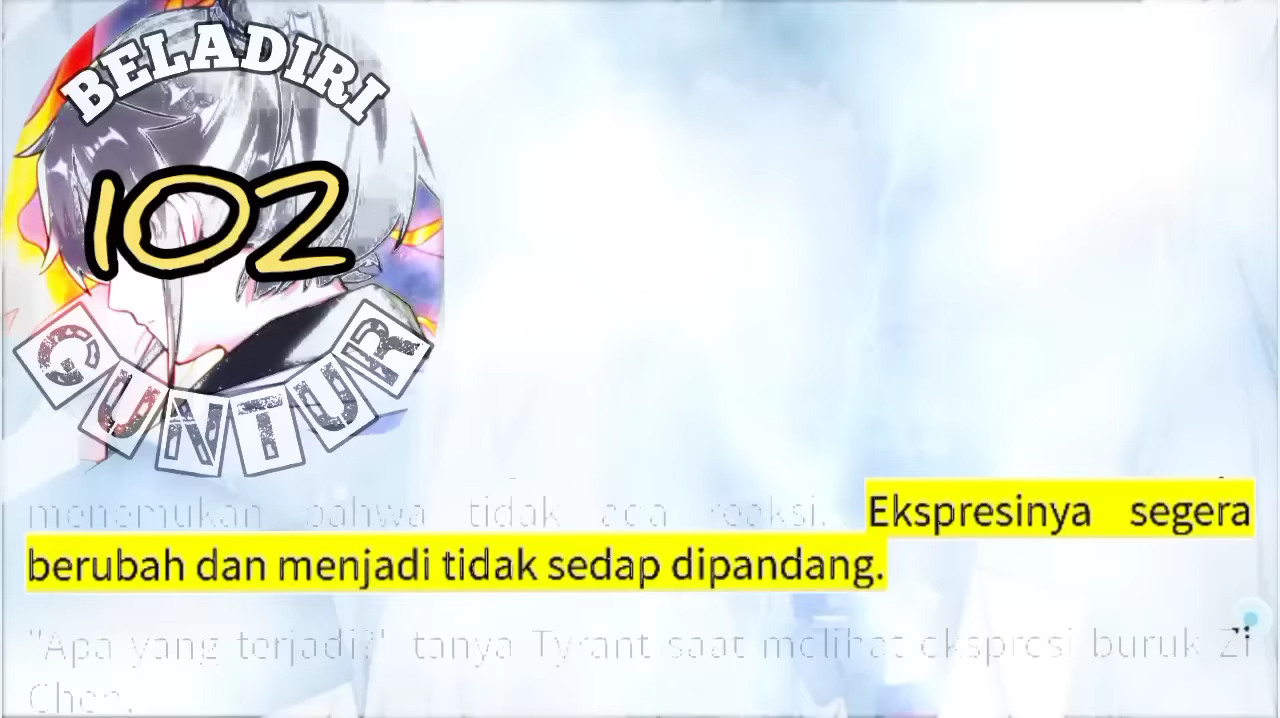 BELADIRI
102
GUNTUR
menemukan bahwa tidak ada reaksi. Ekspresinya segera
berubah dan menjadi tidak sedap dipandang.
"Apa yang terjadi?" tanya Tyrant saat melihat ekspresi buruk Zi
Chen.